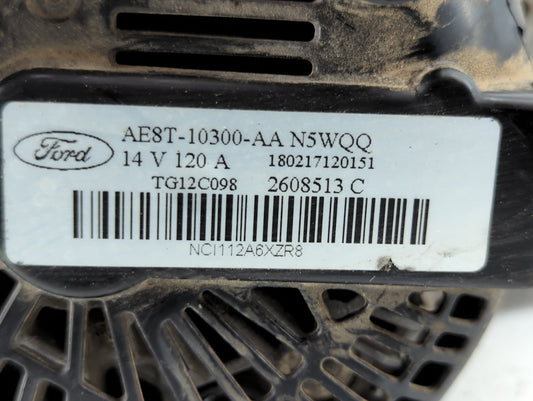 Ford
AE8T-10300-AA N5WQQ
14 V 120 A 180217120151
TG12C098 2608513 C
NCI112A6XZR8